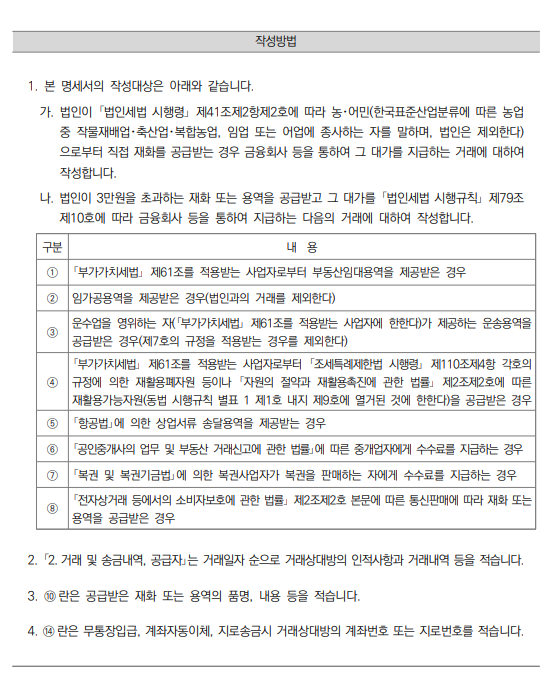 작성방법
1. 본 명세서의 작성대상은 아래와 같습니다.
가. 법인이 「법인세법 시행령」 제41조제2항제2호에 따라 농·어민(한국표준산업분류에 따른 농업
중 작물재배업·축산업·복합농업, 임업 또는 어업에 종사하는 자를 말하며, 법인은 제외한다)
으로부터 직접 재화를 공급받는 경우 금융회사 등을 통하여 그 대가를 지급하는 거래에 대하여
작성합니다.
나. 법인이 3만원을 초과하는 재화 또는 용역을 공급받고 그 대가를 「법인세법 시행규칙」 제79조
제10호에 따라 금융회사 등을 통하여 지급하는 다음의 거래에 대하여 작성합니다.
구분 내 용
① 「부가가치세법」 제61조를 적용받는 사업자로부터 부동산임대용역을 제공받은 경우
② 임가공용역을 제공받은 경우(법인과의 거래를 제외한다)
③ 운수업을 영위하는 자(「부가가치세법」 제61조를 적용받는 사업자에 한한다)가 제공하는 운송용역을
공급받은 경우(제7호의 규정을 적용받는 경우를 제외한다)
④ 「부가가치세법」 제61조를 적용받는 사업자로부터 「조세특례제한법 시행령」 제110조제4항 각호의
규정에 의한 재활용폐자원 등이나 「자원의 절약과 재활용촉진에 관한 법률」 제2조제2호에 따른
재활용가능자원(동법 시행규칙 별표 1 제1호 내지 제9호에 열거된 것에 한한다)을 공급받은 경우
⑤ 「항공법」에 의한 상업서류 송달용역을 제공받는 경우
⑥ 「공인중개사의 업무 및 부동산 거래신고에 관한 법률」에 따른 중개업자에게 수수료를 지급하는 경우
⑦ 「복권 및 복권기금법」에 의한 복권사업자가 복권을 판매하는 자에게 수수료를 지급하는 경우
⑧ 「전자상거래 등에서의 소비자보호에 관한 법률」 제2조제2호 본문에 따른 통신판매에 따라 재화 또는
용역을 공급받은 경우
2. 「2. 거래 및 송금내역, 공급자」는 거래일자 순으로 거래상대방의 인적사항과 거래내역 등을 적습니다.
3. ⑩란은 공급받은 재화 또는 용역의 품명, 내용 등을 적습니다.
4. ⑭란은 무통장입금, 계좌자동이체, 지로송금시 거래상대방의 계좌번호 또는 지로번호를 적습니다.